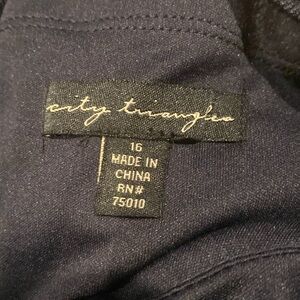 city triangles
16
MADE IN
CHINA
RN#
75010